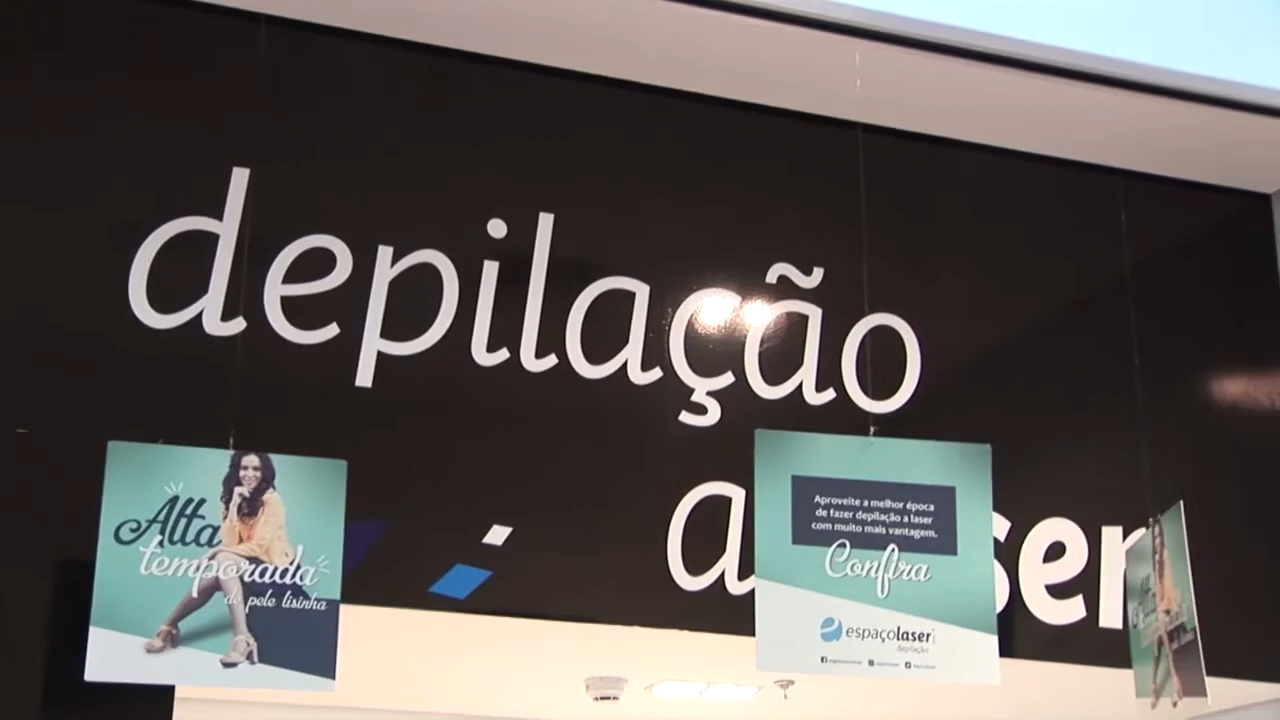 depilação
a laser
Alta
temporada
de pele lisinha
Aproveite a melhor época
de fazer depilação a laser
com muito mais vantagem.
Confira
espaçolaser
depilação